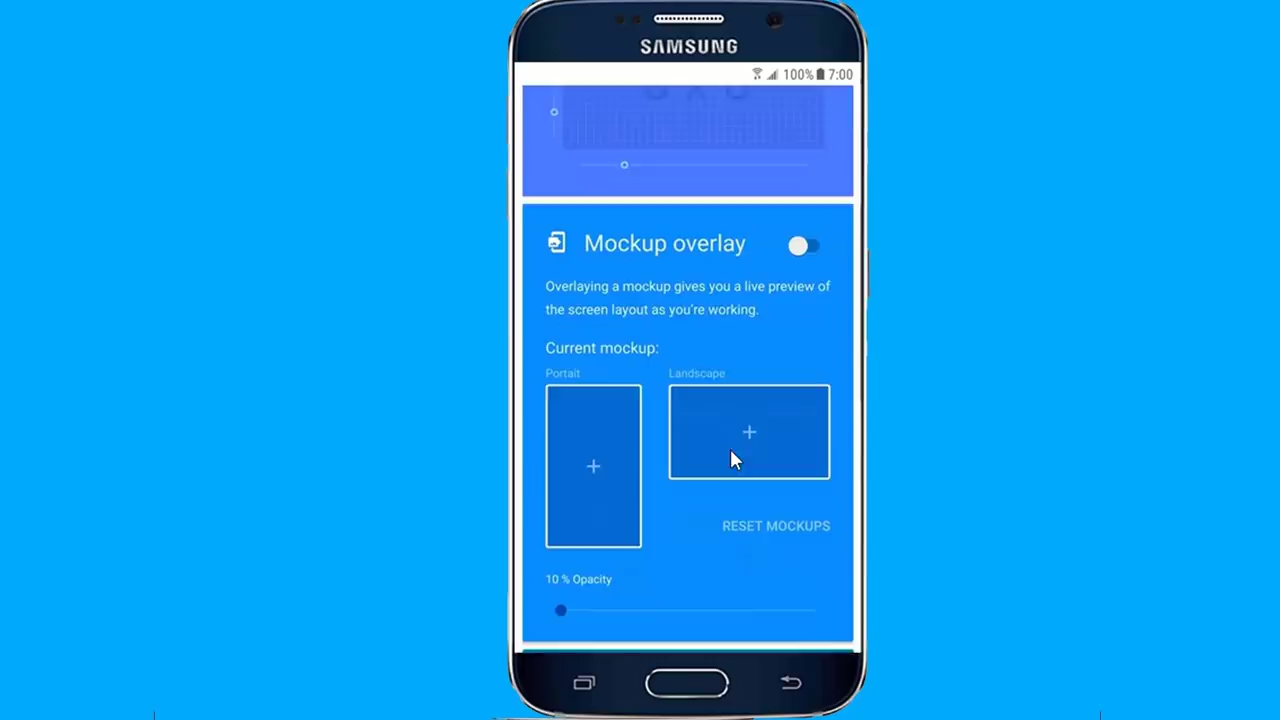 SAMSUNG
100% 7:00
Mockup overlay
Overlaying a mockup gives you a live preview of
the screen layout as you're working.
Current mockup:
Portait
Landscape
RESET MOCKUPS
10 % Opacity